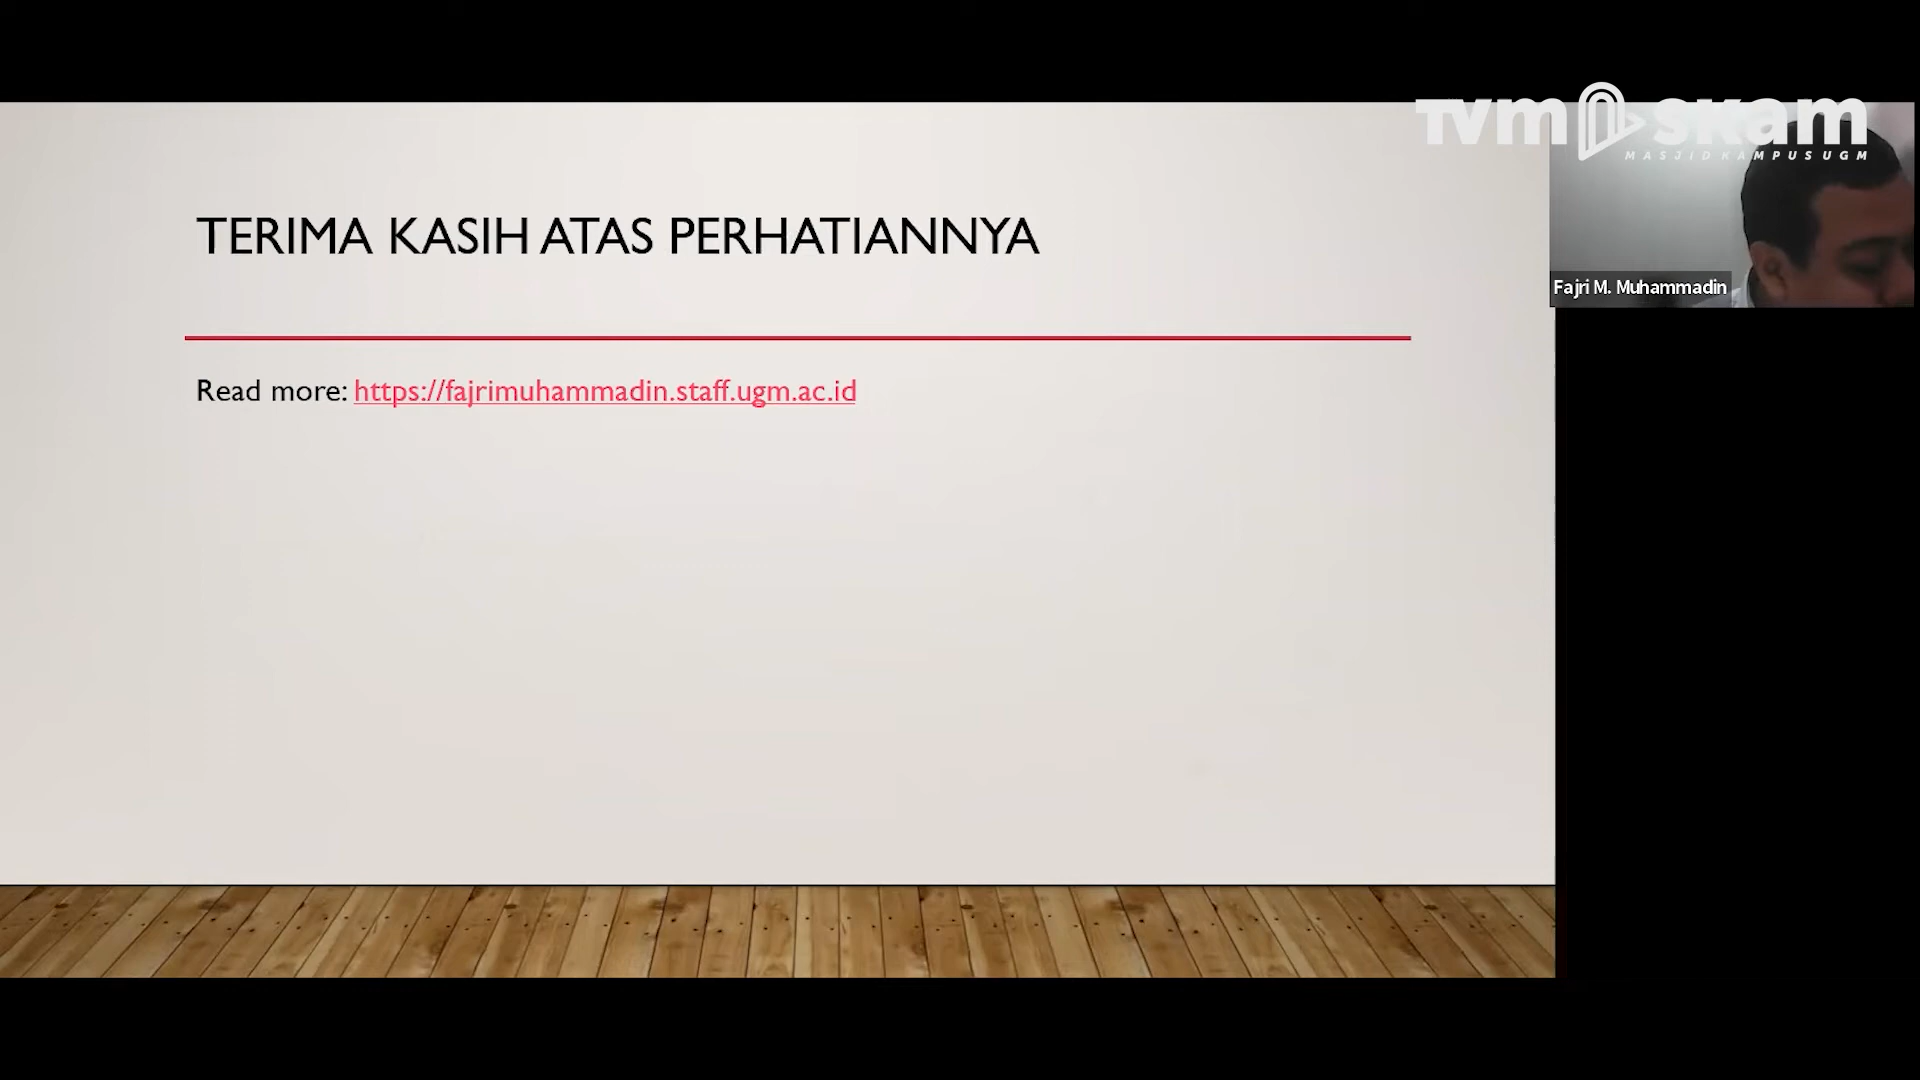 TVM SKAM
MASJID KAMPUS UGM
TERIMA KASIH ATAS PERHATIANNYA
Fajri M. Muhammadin
Read more: https://fajrimuhammadin.staff.ugm.ac.id